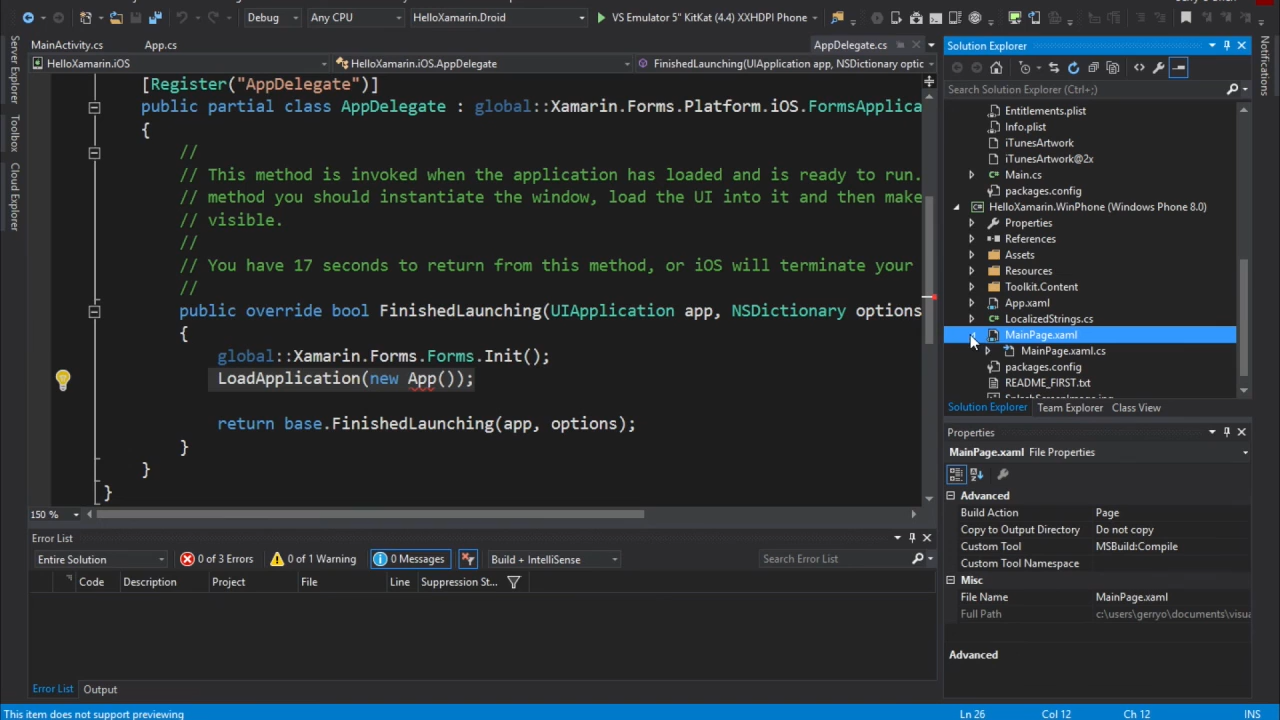 Debug
Any CPU
HelloXamarin.Droid
VS Emulator 5" KitKat (4.4) XXHDPI Phone
MainActivity.cs
App.cs
AppDelegate.cs
HelloXamarin.iOS
HelloXamarin.iOS.AppDelegate
FinishedLaunching(UIApplication app, NSDictionary optic
[Register("AppDelegate")]
public partial class AppDelegate : global::Xamarin.Forms.Platform.iOS.FormsApplica
{
//
// This method is invoked when the application has loaded and is ready to run.
// method you should instantiate the window, load the UI into it and then make
// visible.
//
// You have 17 seconds to return from this method, or iOS will terminate your
//
public override bool FinishedLaunching(UIApplication app, NSDictionary options
{
global::Xamarin.Forms.Forms.Init();
LoadApplication(new App());
return base.FinishedLaunching(app, options);
}
}
}
150 %
Server Explorer
Toolbox
Cloud Explorer
Error List
Entire Solution
0 of 3 Errors
0 of 1 Warning
0 Messages
Build + IntelliSense
Search Error List
Code
Description
Project
File
Line
Suppression St...
Error List
Output
Solution Explorer
Search Solution Explorer (Ctrl+;)
Entitlements.plist
Info.plist
iTunesArtwork
iTunesArtwork@2x
Main.cs
packages.config
HelloXamarin.WinPhone (Windows Phone 8.0)
Properties
References
Assets
Resources
Toolkit.Content
App.xaml
LocalizedStrings.cs
MainPage.xaml
MainPage.xaml.cs
packages.config
README_FIRST.txt
Solution Explorer
Team Explorer
Class View
Properties
MainPage.xaml File Properties
Advanced
Build Action
Page
Copy to Output Directory
Do not copy
Custom Tool
MSBuild:Compile
Custom Tool Namespace
Misc
File Name
MainPage.xaml
Full Path
c:\users\gerryo\documents\visua
Advanced
Notifications
This item does not support previewing
Ln 26
Col 12
Ch 12
INS